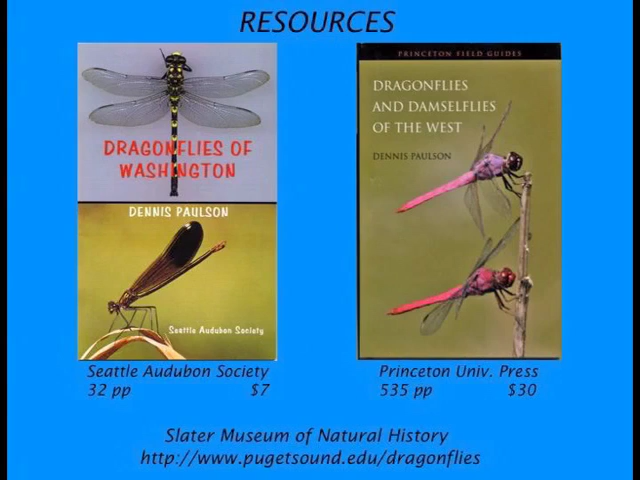 RESOURCES
DRAGONFLIES OF
WASHINGTON
DENNIS PAULSON
Seattle Audubon Society
Seattle Audubon Society
32 pp $7
PRINCETON FIELD GUIDES
DRAGONFLIES
AND DAMSELFLIES
OF THE WEST
DENNIS PAULSON
Princeton Univ. Press
535 pp $30
Slater Museum of Natural History
http://www.pugetsound.edu/dragonflies